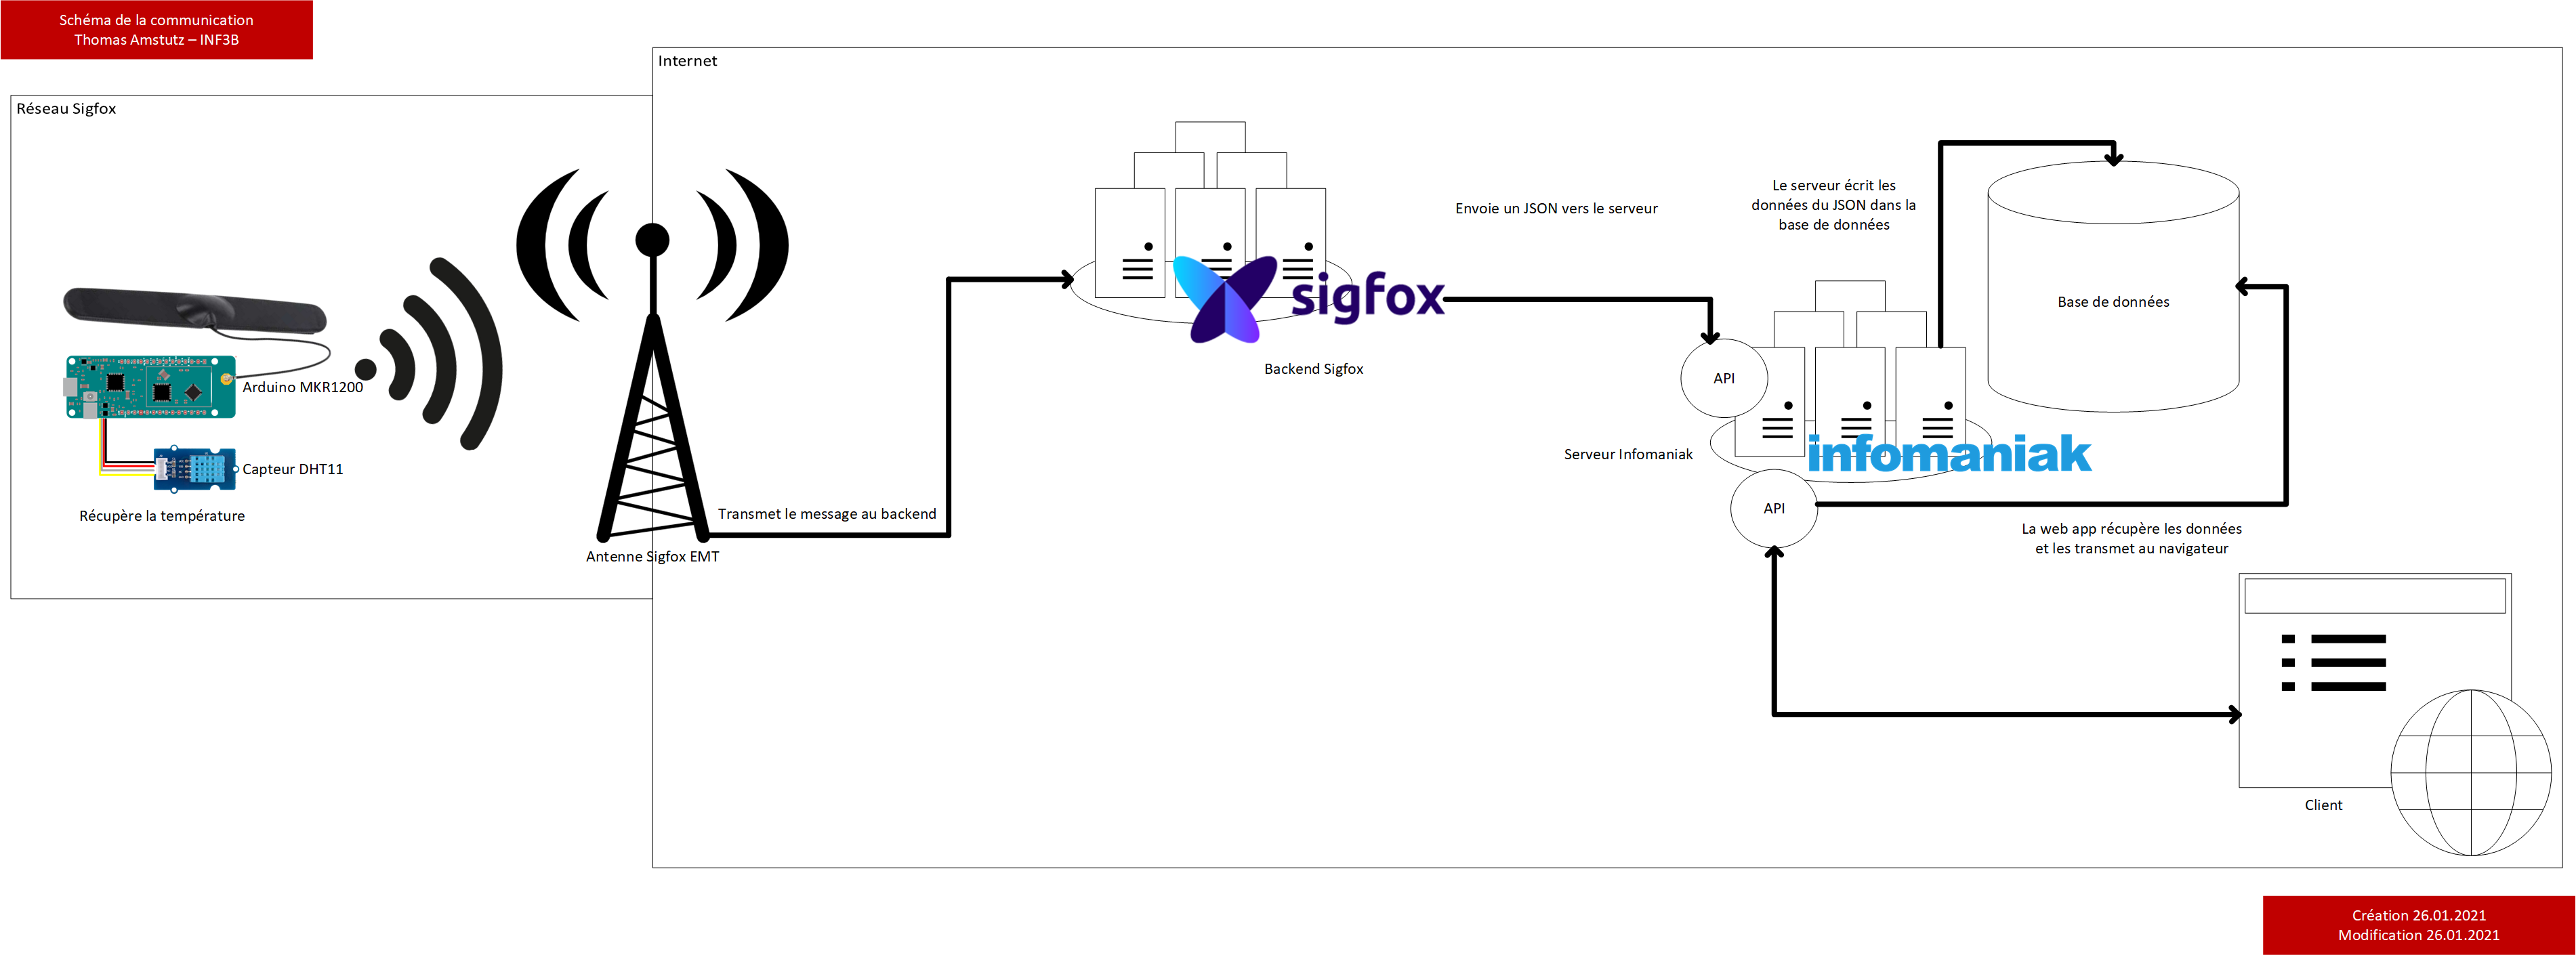 Schéma de la communication
Thomas Amstutz – INF3B
Internet
Réseau Sigfox
Arduino MKR1200
Capteur DHT11
Récupère la température
Antenne Sigfox EMT
Transmet le message au backend
sigfox
Backend Sigfox
Envoie un JSON vers le serveur
Le serveur écrit les
données du JSON dans la
base de données
Base de données
API
Serveur Infomaniak
infomaniak
API
La web app récupère les données
et les transmet au navigateur
Client
Création 26.01.2021
Modification 26.01.2021